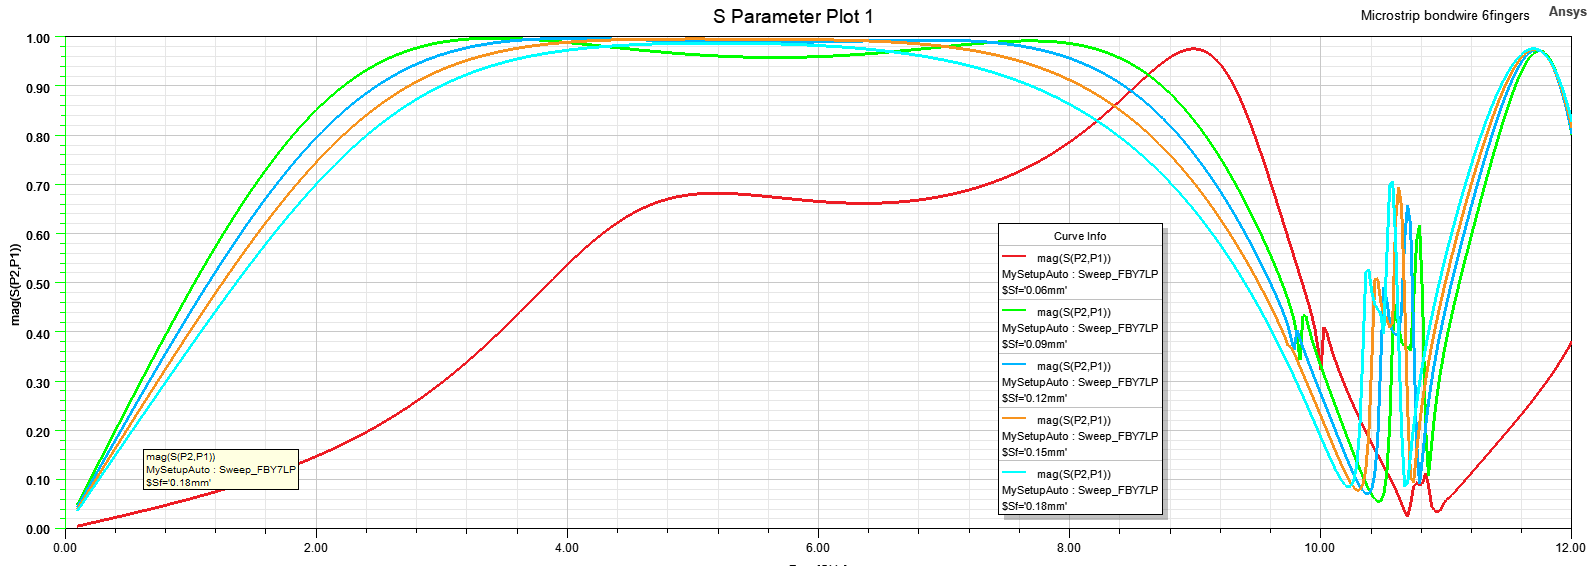 S Parameter Plot 1
Microstrip bondwire 6fingers
Ansys
1.00
0.90
0.80
0.70
0.60
0.50
0.40
0.30
0.20
0.10
0.00
mag(S(P2,P1))
mag(S(P2,P1))
MySetupAuto : Sweep_FBY7LP
$Sf='0.18mm'
Curve Info
mag(S(P2,P1))
MySetupAuto : Sweep_FBY7LP
$Sf='0.06mm'
mag(S(P2,P1))
MySetupAuto : Sweep_FBY7LP
$Sf='0.09mm'
mag(S(P2,P1))
MySetupAuto : Sweep_FBY7LP
$Sf='0.12mm'
mag(S(P2,P1))
MySetupAuto : Sweep_FBY7LP
$Sf='0.15mm'
mag(S(P2,P1))
MySetupAuto : Sweep_FBY7LP
$Sf='0.18mm'
0.00 2.00 4.00 6.00 8.00 10.00 12.00